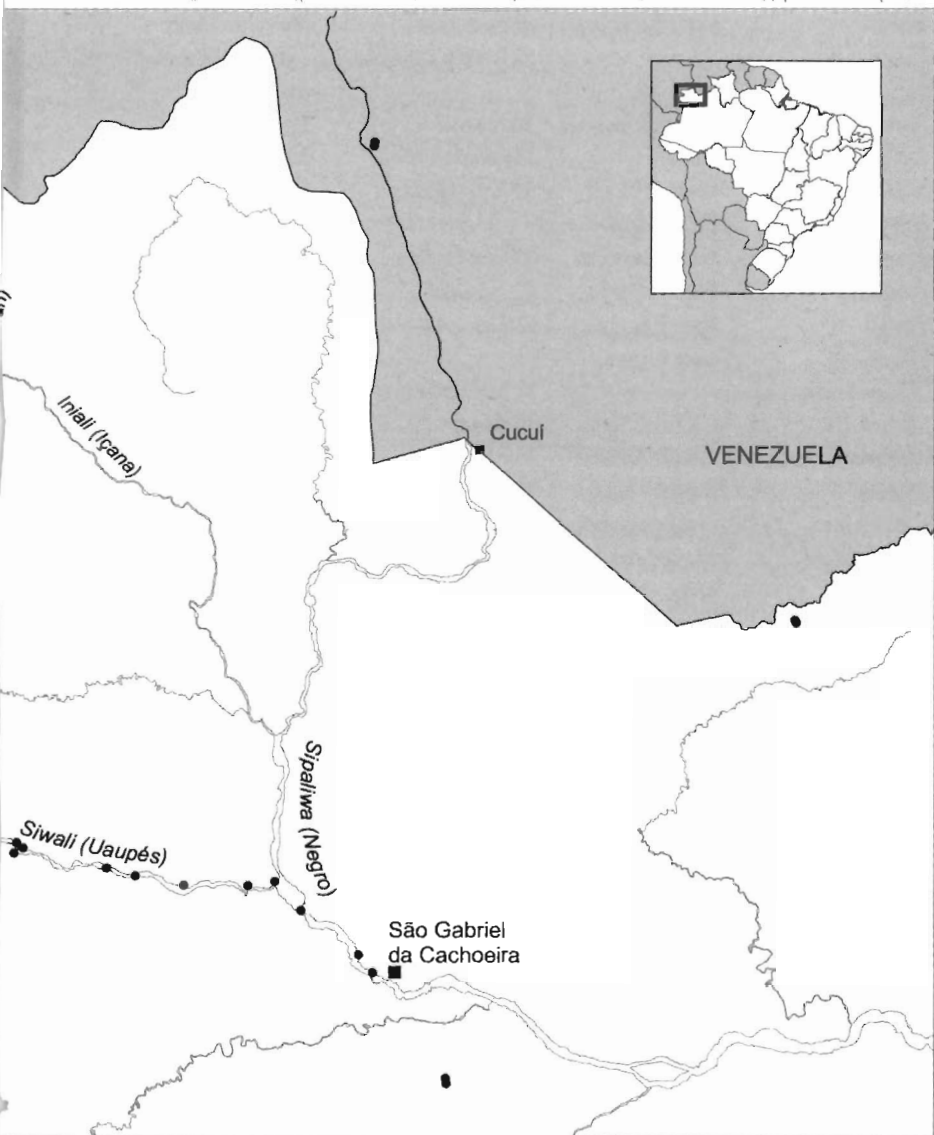 Cucuí
VENEZUELA
Iniali (Içana)
Sipaliwa (Negro)
Siwali (Uaupés)
São Gabriel
da Cachoeira